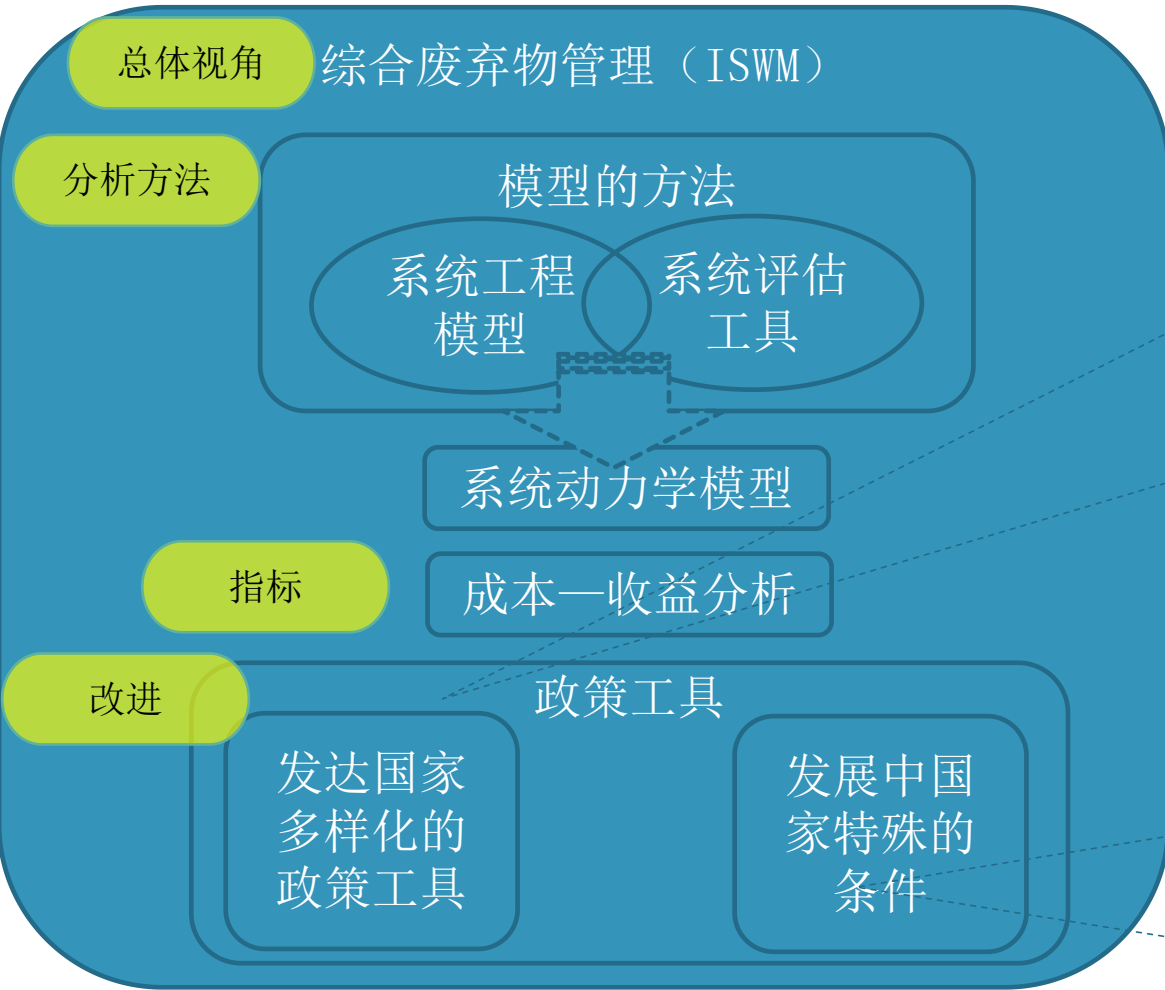 总体视角
综合废弃物管理（ISWM）
分析方法
模型的方法
系统工程
模型
系统评估
工具
系统动力学模型
指标
成本—收益分析
改进
政策工具
发达国家
多样化的
政策工具
发展中国
家特殊的
条件